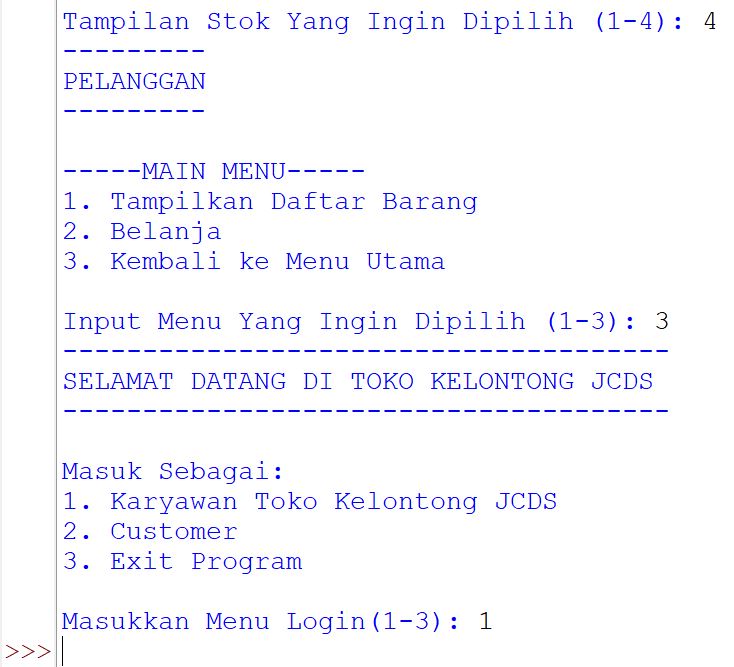 Tampilan Stok Yang Ingin Dipilih (1-4): 4
---------
PELANGGAN
---------
-----MAIN MENU-----
1. Tampilkan Daftar Barang
2. Belanja
3. Kembali ke Menu Utama
Input Menu Yang Ingin Dipilih (1-3): 3
--------------------------------------
SELAMAT DATANG DI TOKO KELONTONG JCDS
--------------------------------------
Masuk Sebagai:
1. Karyawan Toko Kelontong JCDS
2. Customer
3. Exit Program
Masukkan Menu Login(1-3): 1
>>>